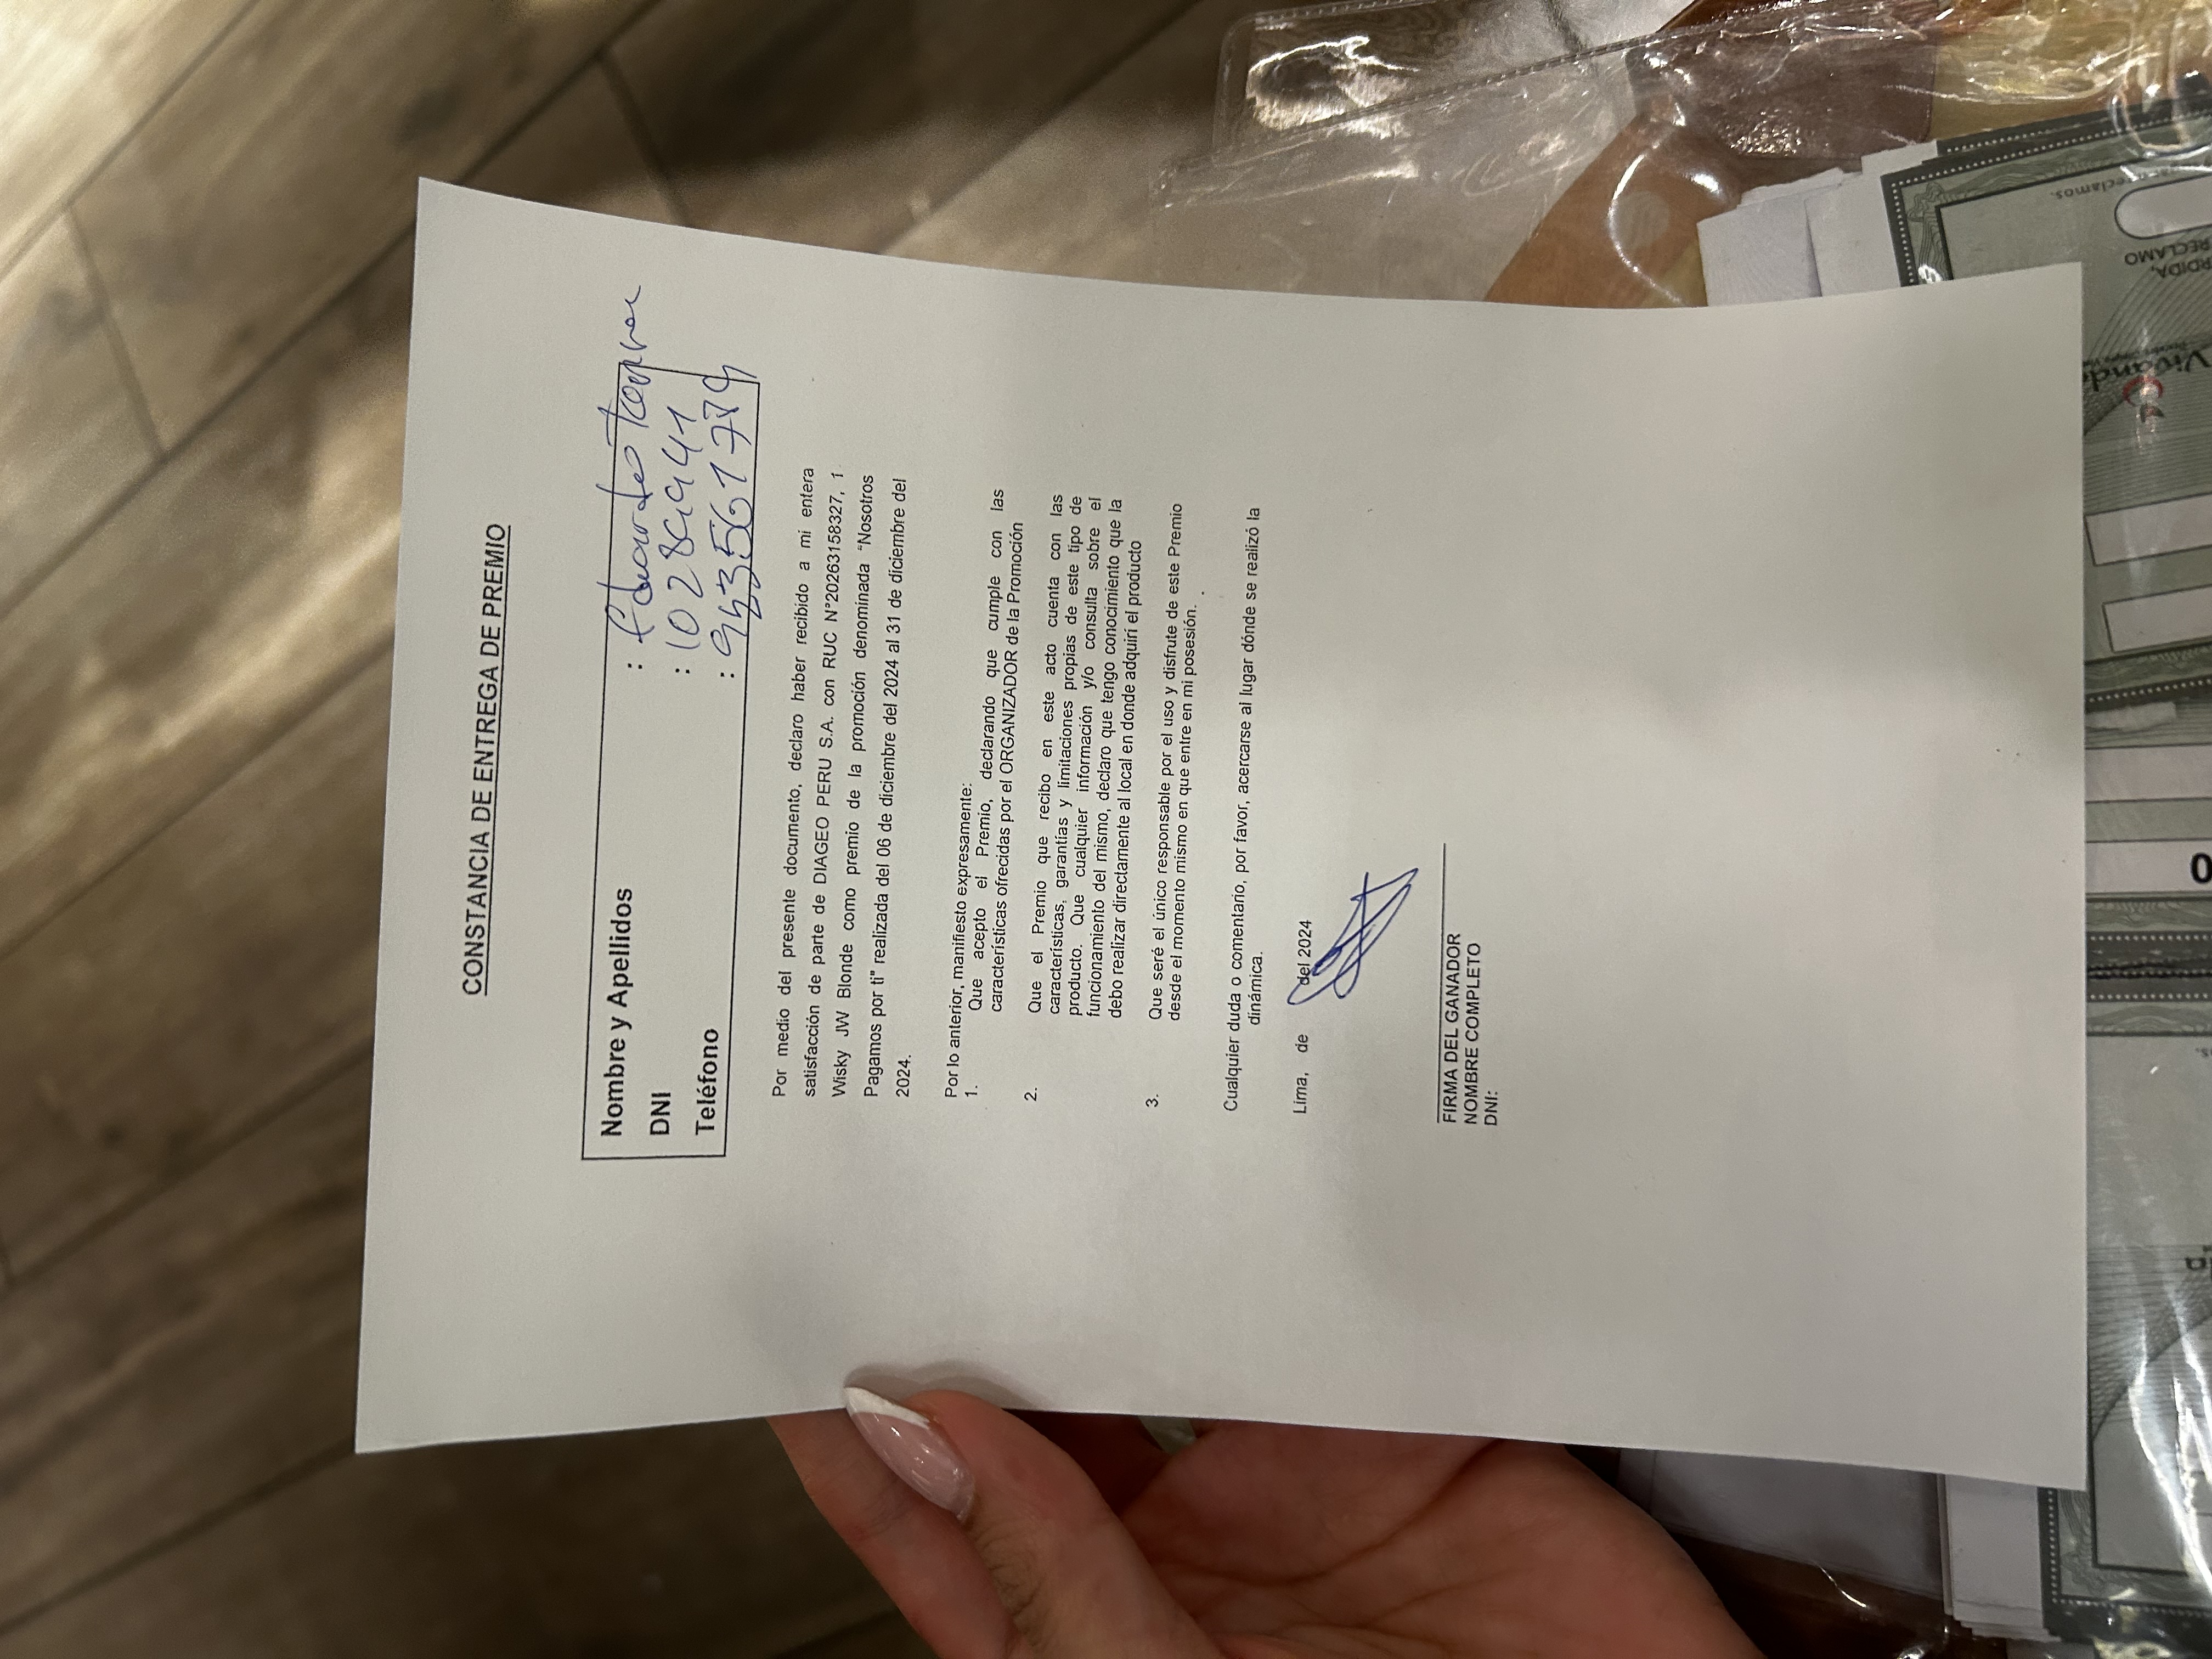 CONSTANCIA DE ENTREGA DE PREMIO
Nombre y Apellidos : Eduardo
DNI : 10289941
Teléfono : 953561779
Por medio del presente documento, declaro haber recibido a mi entera
satisfacción de parte de DIAGEO PERU S.A. con RUC N°20263158327, 1
Wisky JW Blonde como premio de la promoción denominada “Nosotros
Pagamos por ti" realizada del 06 de diciembre del 2024 al 31 de diciembre del
2024.
Por lo anterior, manifiesto expresamente:
1. Que acepto el Premio, declarando que cumple con las
características ofrecidas por el ORGANIZADOR de la Promoción
2. Que el Premio que recibo en este acto cuenta con las
características, garantías y limitaciones propias de este tipo de
producto. Que cualquier información y/o consulta sobre el
funcionamiento del mismo, declaro que tengo conocimiento que la
debo realizar directamente al local en donde adquirí el producto
3. Que seré el único responsable por el uso y disfrute de este Premio
desde el momento mismo en que entre en mi posesión.
Cualquier duda o comentario, por favor, acercarse al lugar dónde se realizó la
dinámica.
Lima, de del 2024
FIRMA DEL GANADOR
NOMBRE COMPLETO
DNI:
RECLAMO